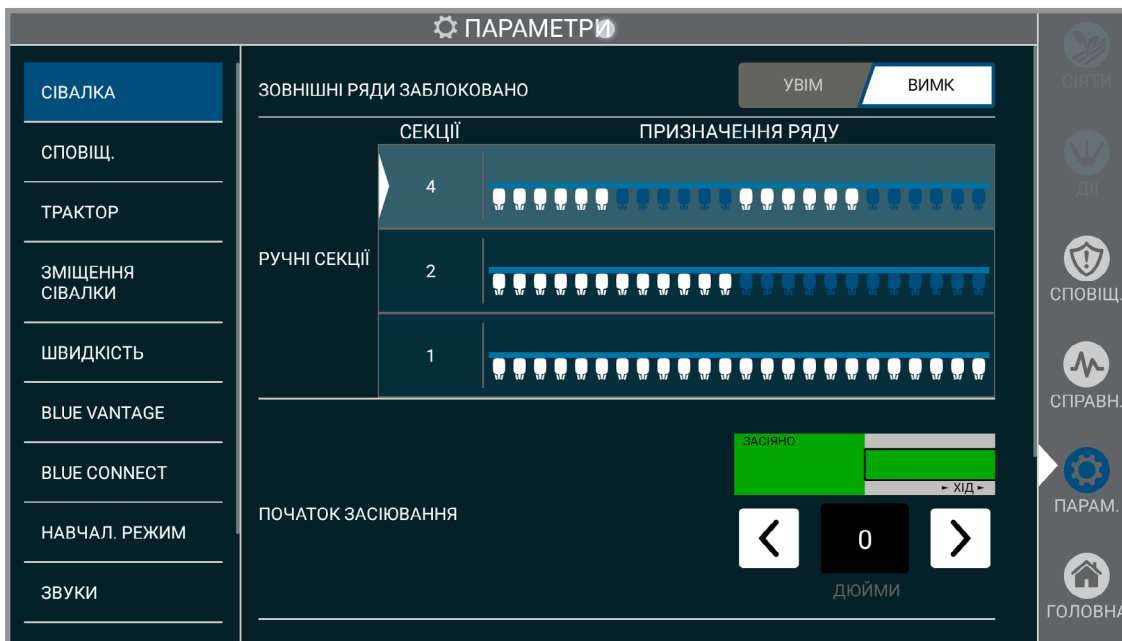 ПАРАМЕТРИ
СІВАЛКА
СПОВІЩ.
ТРАКТОР
ЗМІЩЕННЯ
СІВАЛКИ
ШВИДКІСТЬ
BLUE VANTAGE
BLUE CONNECT
НАВЧАЛ. РЕЖИМ
ЗВУКИ
ЗОВНІШНІ РЯДИ ЗАБЛОКОВАНО
УВІМ
ВИМК
СЕКЦІЇ
ПРИЗНАЧЕННЯ РЯДУ
РУЧНІ СЕКЦІЇ
4
2
1
ПОЧАТОК ЗАСІЮВАННЯ
ЗАСІЯНО
ХІД
0
ДЮЙМИ
СІЯТИ
ДІЇ
СПОВІЩ.
СПРАВН.
ПАРАМ.
ГОЛОВНА